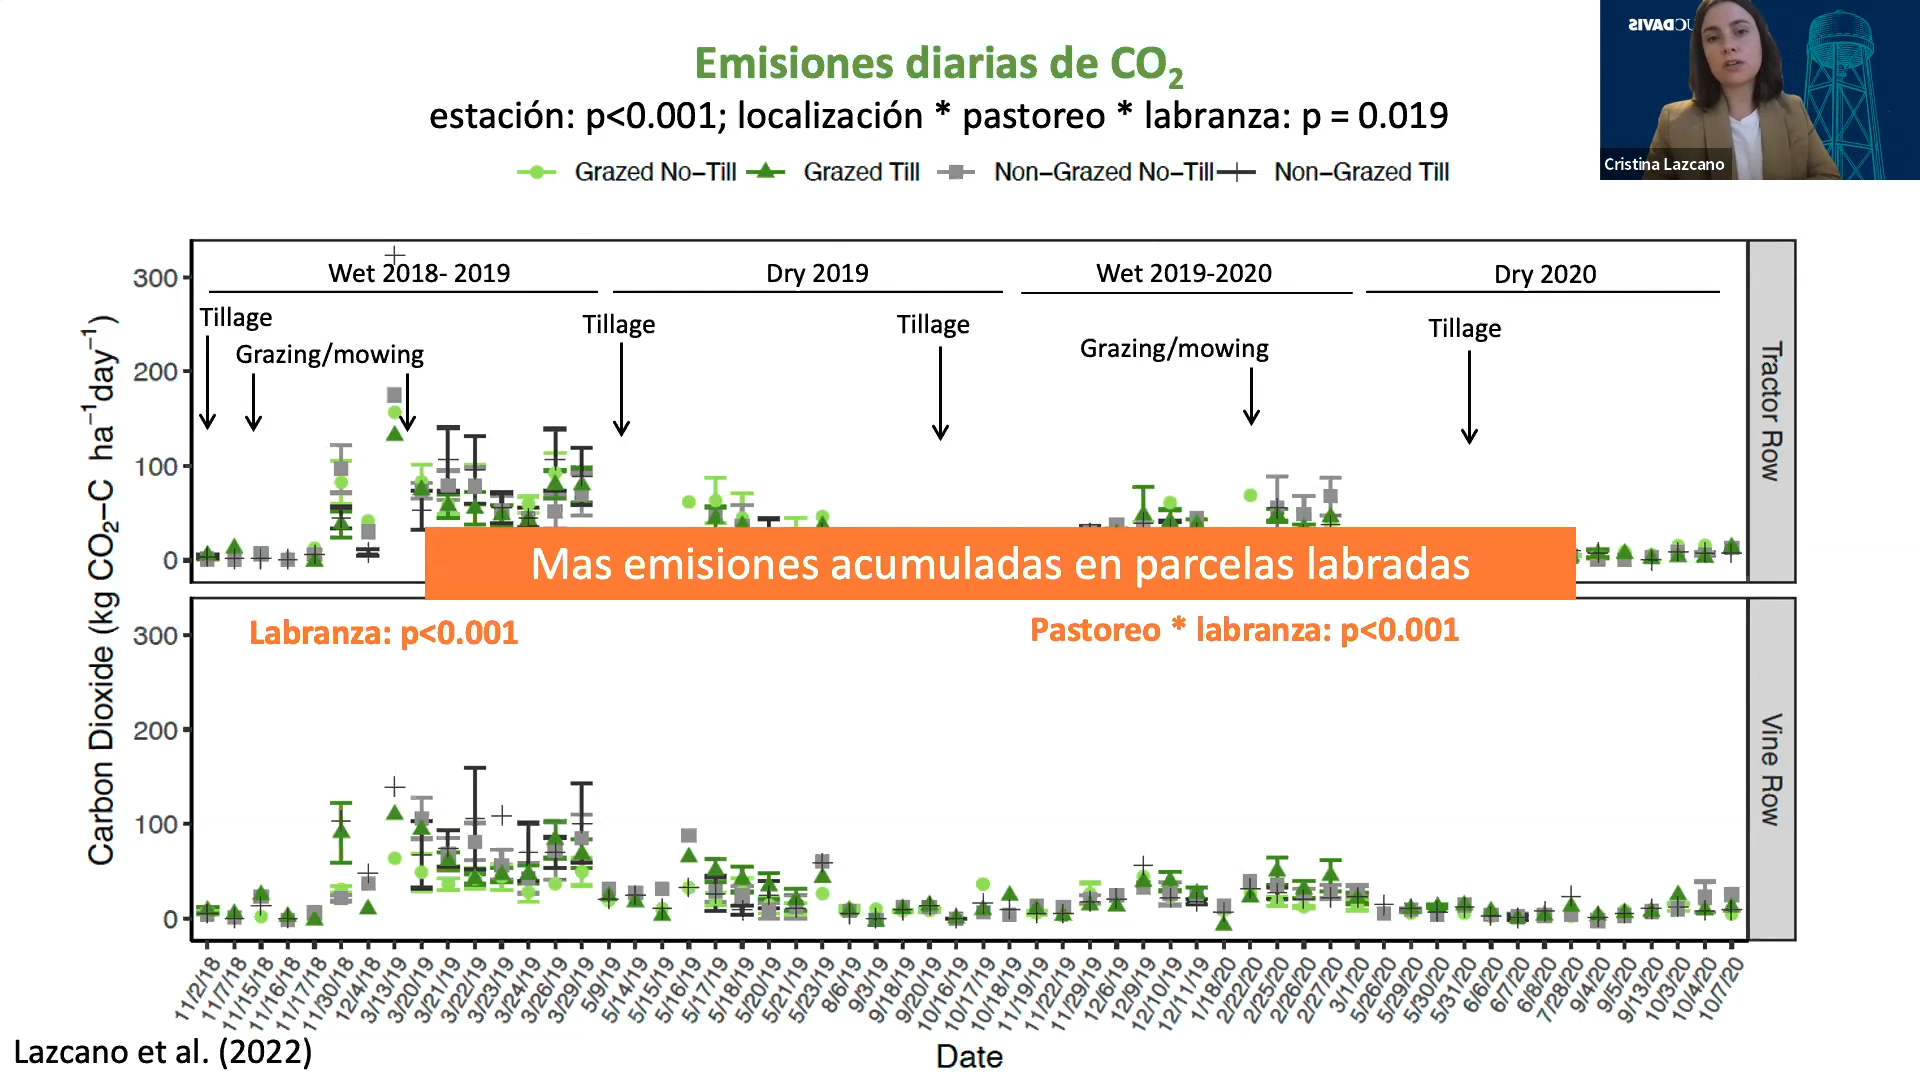 Emisiones diarias de CO₂
estación: p<0.001; localización * pastoreo * labranza: p = 0.019
Grazed No–Till Grazed Till Non–Grazed No–Till Non–Grazed Till
UCDAVIS
Cristina Lazcano
Wet 2018- 2019 Dry 2019 Wet 2019-2020 Dry 2020
Tillage Tillage Tillage Tillage
Grazing/mowing Grazing/mowing
300
200
100
0
Tractor Row
Mas emisiones acumuladas en parcelas labradas
Labranza: p<0.001 Pastoreo * labranza: p<0.001
300
200
100
0
Vine Row
Carbon Dioxide (kg CO₂–C ha⁻¹day⁻¹)
11/2/18 11/7/18 11/15/18 11/16/18 11/17/18 11/30/18 12/4/18 3/13/19 3/20/19 3/21/19 3/22/19 3/23/19 3/24/19 3/26/19 3/29/19 5/9/19 5/14/19 5/15/19 5/16/19 5/17/19 5/18/19 5/20/19 5/21/19 5/23/19 8/6/19 9/3/19 9/18/19 9/20/19 10/16/19 10/17/19 10/18/19 11/19/19 11/22/19 11/29/19 12/6/19 12/9/19 12/10/19 12/11/19 1/18/20 2/22/20 2/25/20 2/26/20 2/27/20 3/1/20 5/26/20 5/29/20 5/30/20 5/31/20 6/6/20 6/7/20 6/8/20 7/28/20 9/4/20 9/5/20 9/13/20 10/3/20 10/4/20 10/7/20
Date
Lazcano et al. (2022)